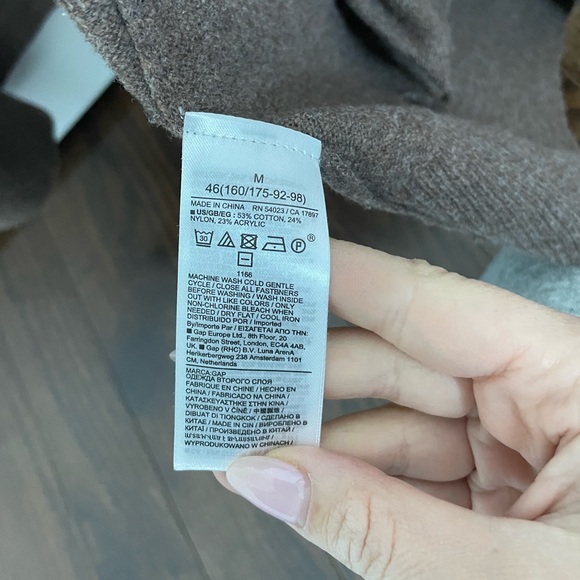 M
46(160/175-92-98)
MADE IN CHINA RN 54023 / CA 17897
US/GB/EG : 53% COTTON, 24%
NYLON, 23% ACRYLIC
30 P ®
1166
MACHINE WASH COLD GENTLE
CYCLE / CLOSE ALL FASTENERS
BEFORE WASHING / WASH INSIDE
OUT WITH LIKE COLORS / ONLY
NON-CHLORINE BLEACH WHEN
NEEDED / DRY FLAT / COOL IRON
DISTRIBUIDO POR / Imported
By/Importe Par / ΕΙΣΑΓΕΤΑΙ ΑΠΟ ΤΗΝ:
Gap Europe Ltd., 8th Floor, 20
Farringdon Street, London, EC4A 4AB,
UK. Gap (RHC) B.V. Luna ArenA
Herikerbergweg 238 Amsterdam 1101
CM, Netherlands
MARCA:GAP
ОДЕЖДА ВТОРОГО СЛОЯ
FABRIQUE EN CHINE / HECHO EN
CHINA / FABRICADO NA CHINA /
ΚΑΤΑΣΚΕΥΑΣΤΗΚΕ ΣΤΗΝ ΚΙΝΑ /
VYROBENO V ČÍNĚ / 中国制造 /
DIBUAT DI TIONGKOK / СДЕЛАНО В
КИТАЕ / MADE IN CIN / ВИРОБЛЕНО В
КИТАЇ / ПРОИЗВЕДЕНО В КИТАЙ /
WYPRODUKOWANO W CHINACH /